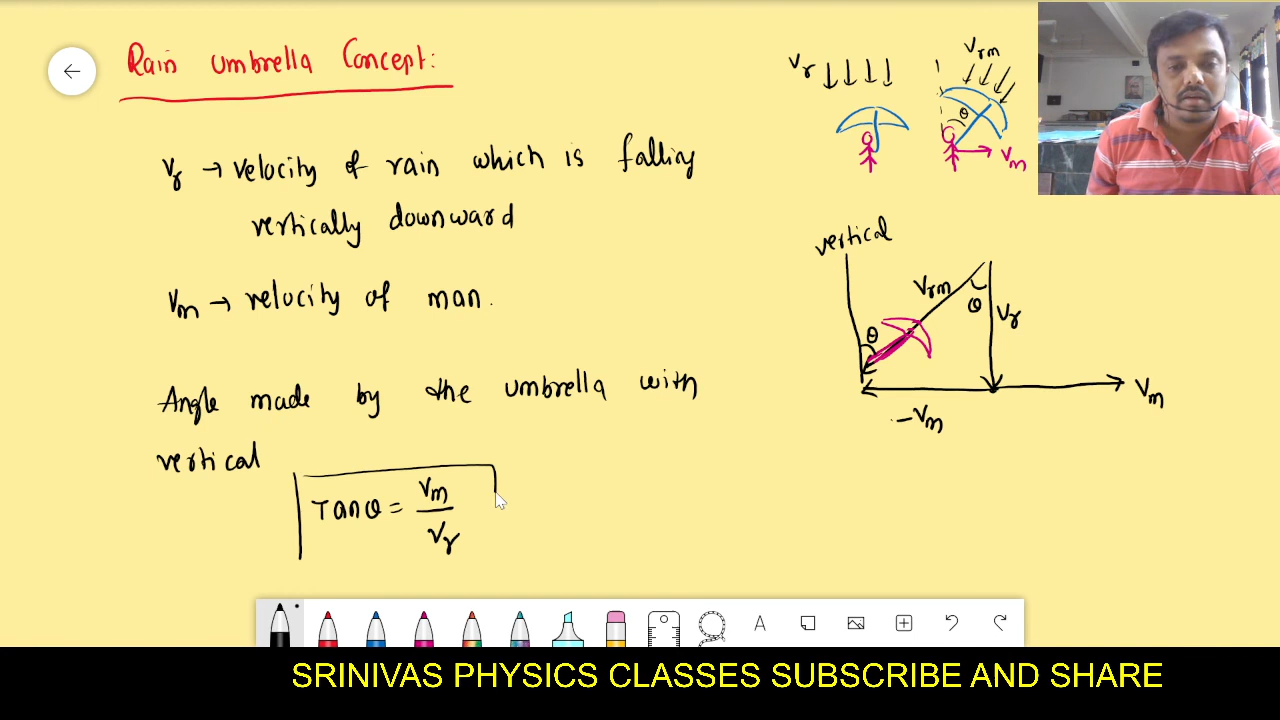 Rain umbrella Concept:
Vr → velocity of rain which is falling
vertically downward
Vm → velocity of man.
Angle made by the umbrella with
vertical
Tanθ = Vm/Vr
Vr
Vrm
θ
Vm
vertical
Vrm
θ
θ
Vr
Vm
-Vm
A
SRINIVAS PHYSICS CLASSES SUBSCRIBE AND SHARE